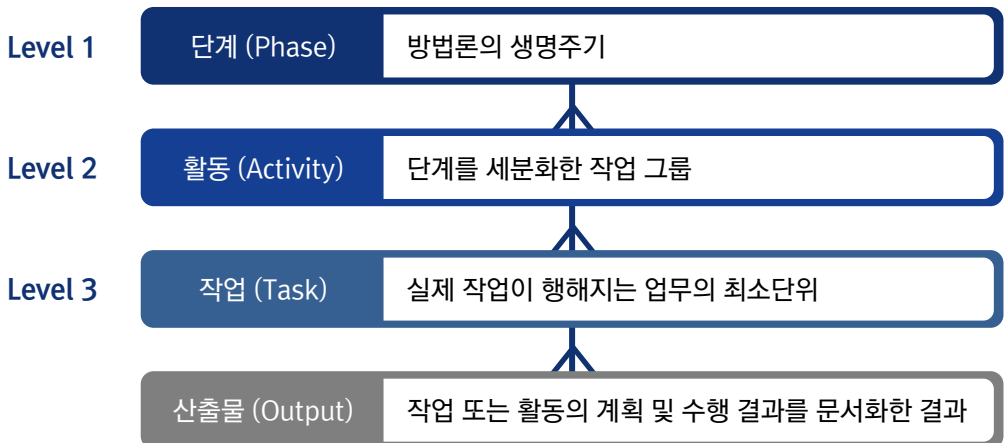 Level 1 단계 (Phase) 방법론의 생명주기
Level 2 활동 (Activity) 단계를 세분화한 작업 그룹
Level 3 작업 (Task) 실제 작업이 행해지는 업무의 최소단위
산출물 (Output) 작업 또는 활동의 계획 및 수행 결과를 문서화한 결과